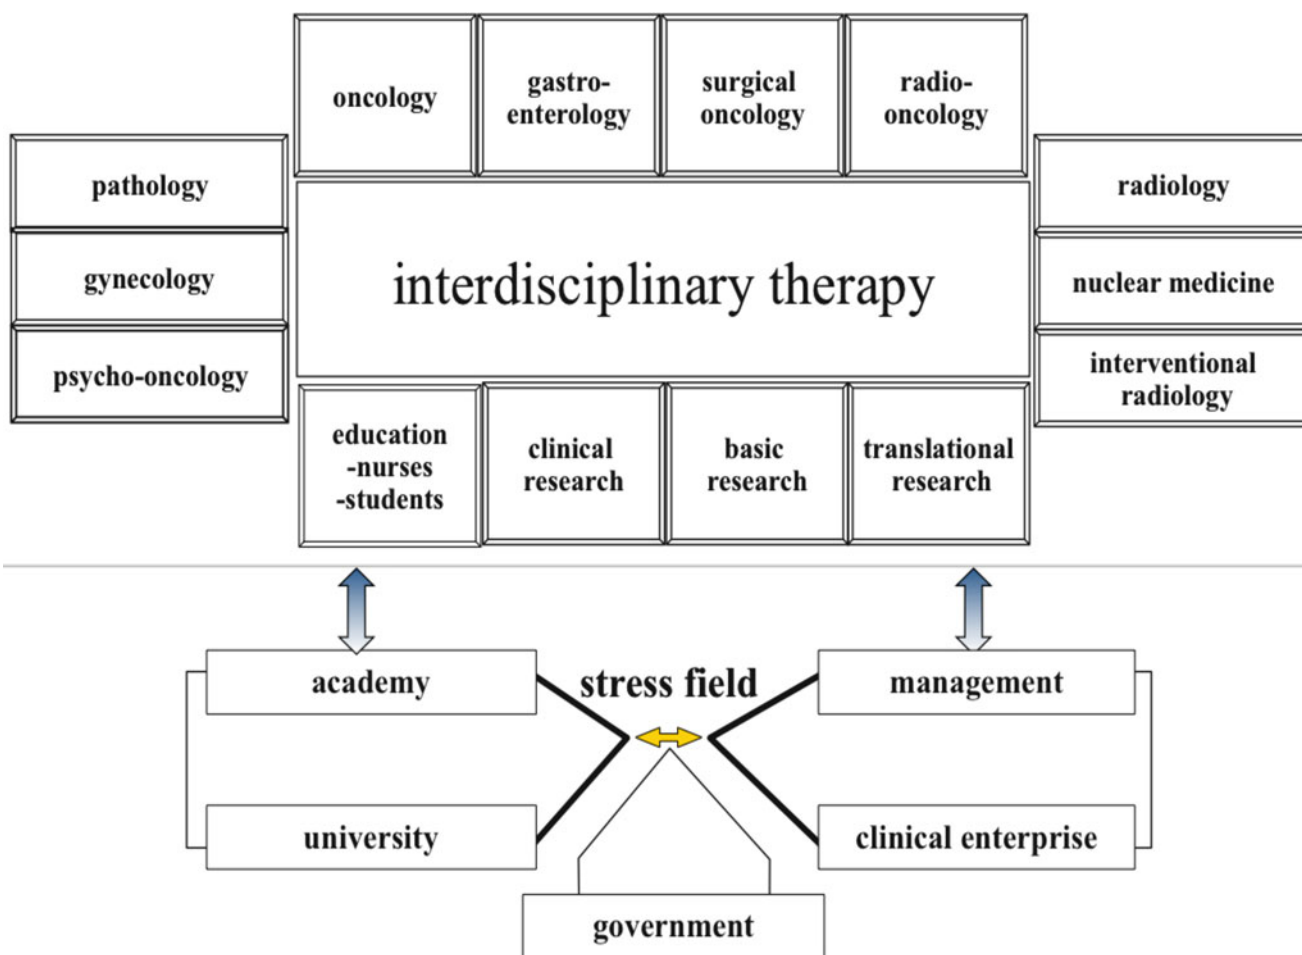 oncology
gastro-
enterology
surgical
oncology
radio-
oncology
pathology
gynecology
psycho-oncology
interdisciplinary therapy
radiology
nuclear medicine
interventional
radiology
education
-nurses
-students
clinical
research
basic
research
translational
research
academy
stress field
management
university
clinical enterprise
government